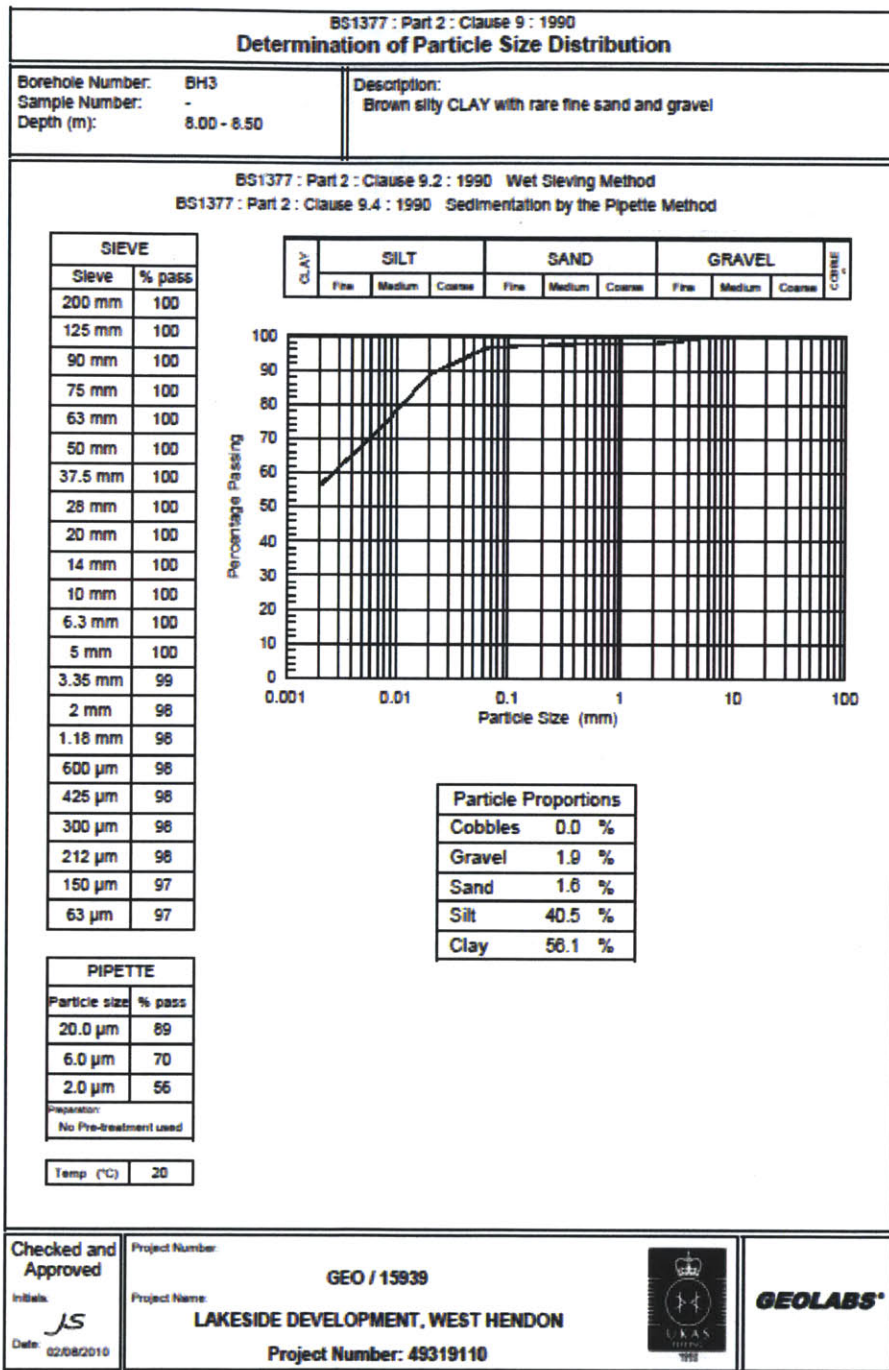 BS1377 : Part 2 : Clause 9 : 1990
Determination of Particle Size Distribution
Borehole Number: BH3
Sample Number: -
Depth (m): 8.00 - 8.50
Description:
Brown silty CLAY with rare fine sand and gravel
BS1377 : Part 2 : Clause 9.2 : 1990 Wet Sieving Method
BS1377 : Part 2 : Clause 9.4 : 1990 Sedimentation by the Pipette Method
SIEVE
Sieve % pass
200 mm 100
125 mm 100
90 mm 100
75 mm 100
63 mm 100
50 mm 100
37.5 mm 100
28 mm 100
20 mm 100
14 mm 100
10 mm 100
6.3 mm 100
5 mm 100
3.35 mm 99
2 mm 98
1.18 mm 98
600 µm 98
425 µm 98
300 µm 98
212 µm 98
150 µm 97
63 µm 97
PIPETTE
Particle size % pass
20.0 µm 89
6.0 µm 70
2.0 µm 56
Preparation:
No Pre-treatment used
Temp (°C) 20
CLAY SILT SAND GRAVEL
Fine Medium Coarse Fine Medium Coarse Fine Medium Coarse
Percentage Passing
100
90
80
70
60
50
40
30
20
10
0
0.001 0.01 0.1 1 10 100
Particle Size (mm)
Particle Proportions
Cobbles 0.0 %
Gravel 1.9 %
Sand 1.6 %
Silt 40.5 %
Clay 56.1 %
Checked and
Approved
Initials:
JS
Date: 02/08/2010
Project Number:
GEO / 15939
Project Name:
LAKESIDE DEVELOPMENT, WEST HENDON
Project Number: 49319110
UKAS
TESTING
GEOLABS